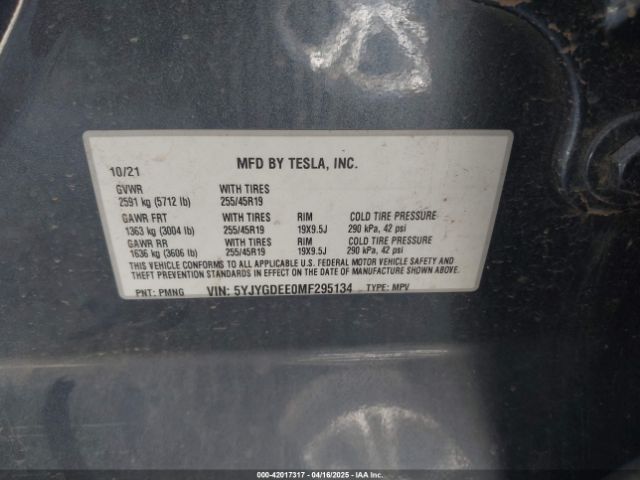 10/21 MFD BY TESLA, INC.
GVWR WITH TIRES
2591 kg (5712 lb) 255/45R19
GAWR FRT WITH TIRES RIM COLD TIRE PRESSURE
1363 kg (3004 lb) 255/45R19 19X9.5J 290 kPa, 42 psi
GAWR RR WITH TIRES RIM COLD TIRE PRESSURE
1636 kg (3606 lb) 255/45R19 19X9.5J 290 kPa, 42 psi
THIS VEHICLE CONFORMS TO ALL APPLICABLE U.S. FEDERAL MOTOR VEHICLE SAFETY AND
THEFT PREVENTION STANDARDS IN EFFECT ON THE DATE OF MANUFACTURE SHOWN ABOVE.
PNT: PMNG VIN: 5YJYGDEE0MF295134 TYPE: MPV
000-42017317 - 04/16/2025 - IAA Inc.